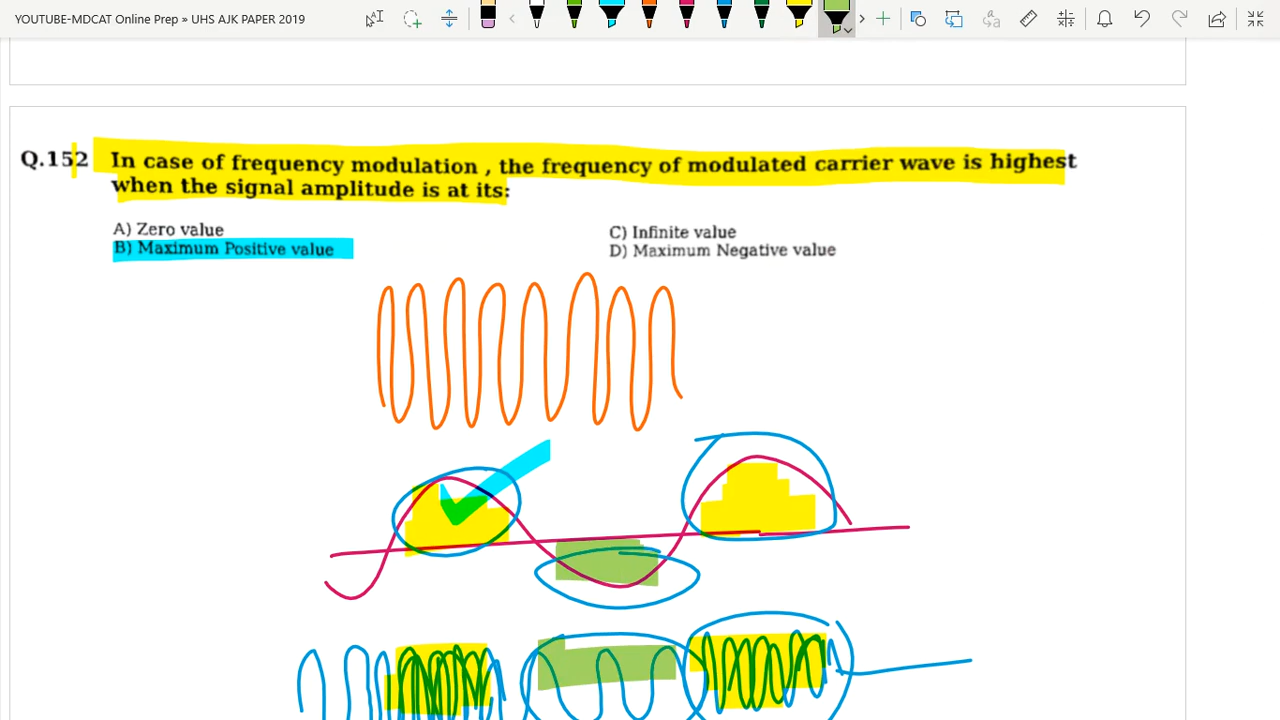 YOUTUBE-MDCAT Online Prep » UHS AJK PAPER 2019
Q.152 In case of frequency modulation , the frequency of modulated carrier wave is highest
when the signal amplitude is at its:
A) Zero value
B) Maximum Positive value
C) Infinite value
D) Maximum Negative value